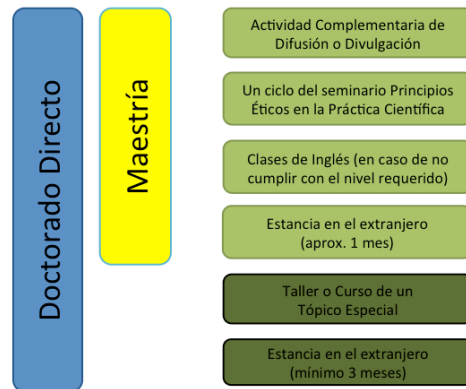 Doctorado Directo
Maestría
Actividad Complementaria de
Difusión o Divulgación
Un ciclo del seminario Principios
Éticos en la Práctica Científica
Clases de Inglés (en caso de no
cumplir con el nivel requerido)
Estancia en el extranjero
(aprox. 1 mes)
Taller o Curso de un
Tópico Especial
Estancia en el extranjero
(mínimo 3 meses)